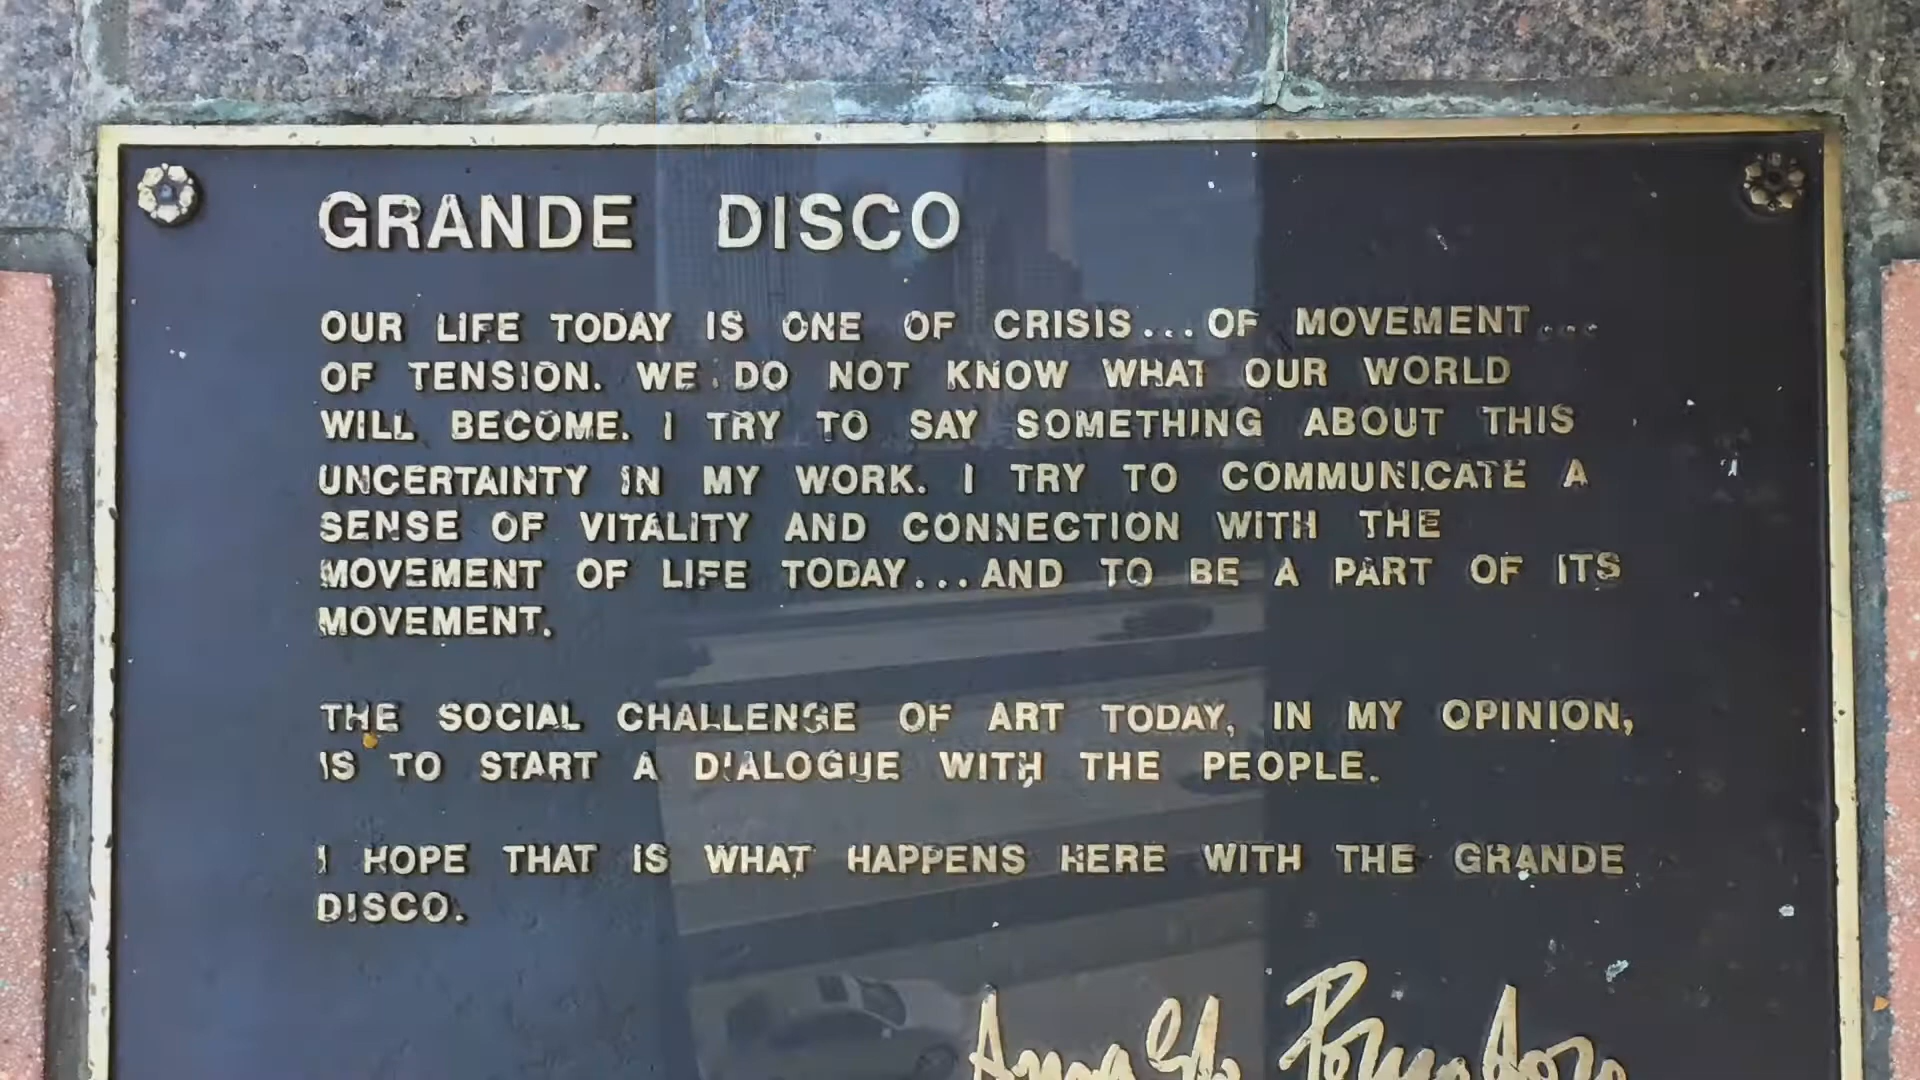 GRANDE DISCO
OUR LIFE TODAY IS ONE OF CRISIS...OF MOVEMENT...
OF TENSION. WE DO NOT KNOW WHAT OUR WORLD
WILL BECOME. I TRY TO SAY SOMETHING ABOUT THIS
UNCERTAINTY IN MY WORK. I TRY TO COMMUNICATE A
SENSE OF VITALITY AND CONNECTION WITH THE
MOVEMENT OF LIFE TODAY...AND TO BE A PART OF ITS
MOVEMENT.
THE SOCIAL CHALLENGE OF ART TODAY, IN MY OPINION,
IS TO START A DIALOGUE WITH THE PEOPLE.
I HOPE THAT IS WHAT HAPPENS HERE WITH THE GRANDE
DISCO.
Arnaldo Pomodoro